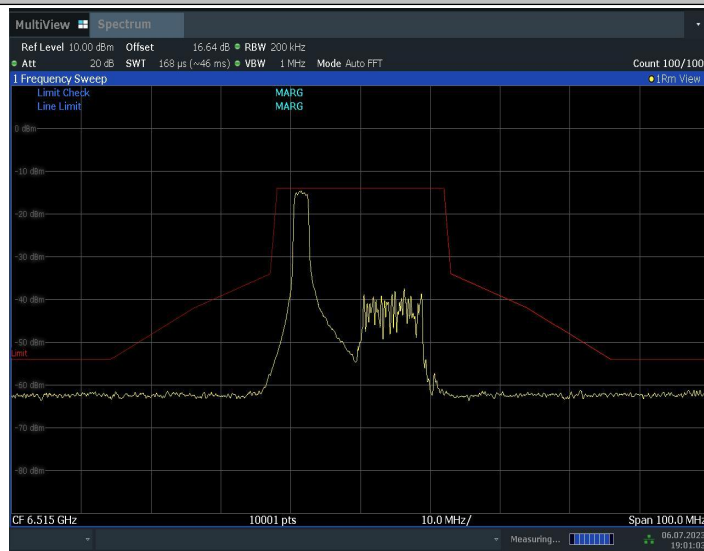 MultiView Spectrum
Ref Level 10.00 dBm Offset 16.64 dB RBW 200 kHz
Att 20 dB SWT 168 µs (~46 ms) VBW 1 MHz Mode Auto FFT Count 100/100
1 Frequency Sweep 1Rm View
Limit Check MARG
Line Limit MARG
0 dBm
-10 dBm
-20 dBm
-30 dBm
-40 dBm
-50 dBm
Limit
-60 dBm
-70 dBm
-80 dBm
CF 6.515 GHz 10001 pts 10.0 MHz/ Span 100.0 MHz
Measuring... 06.07.2023
19:01:03